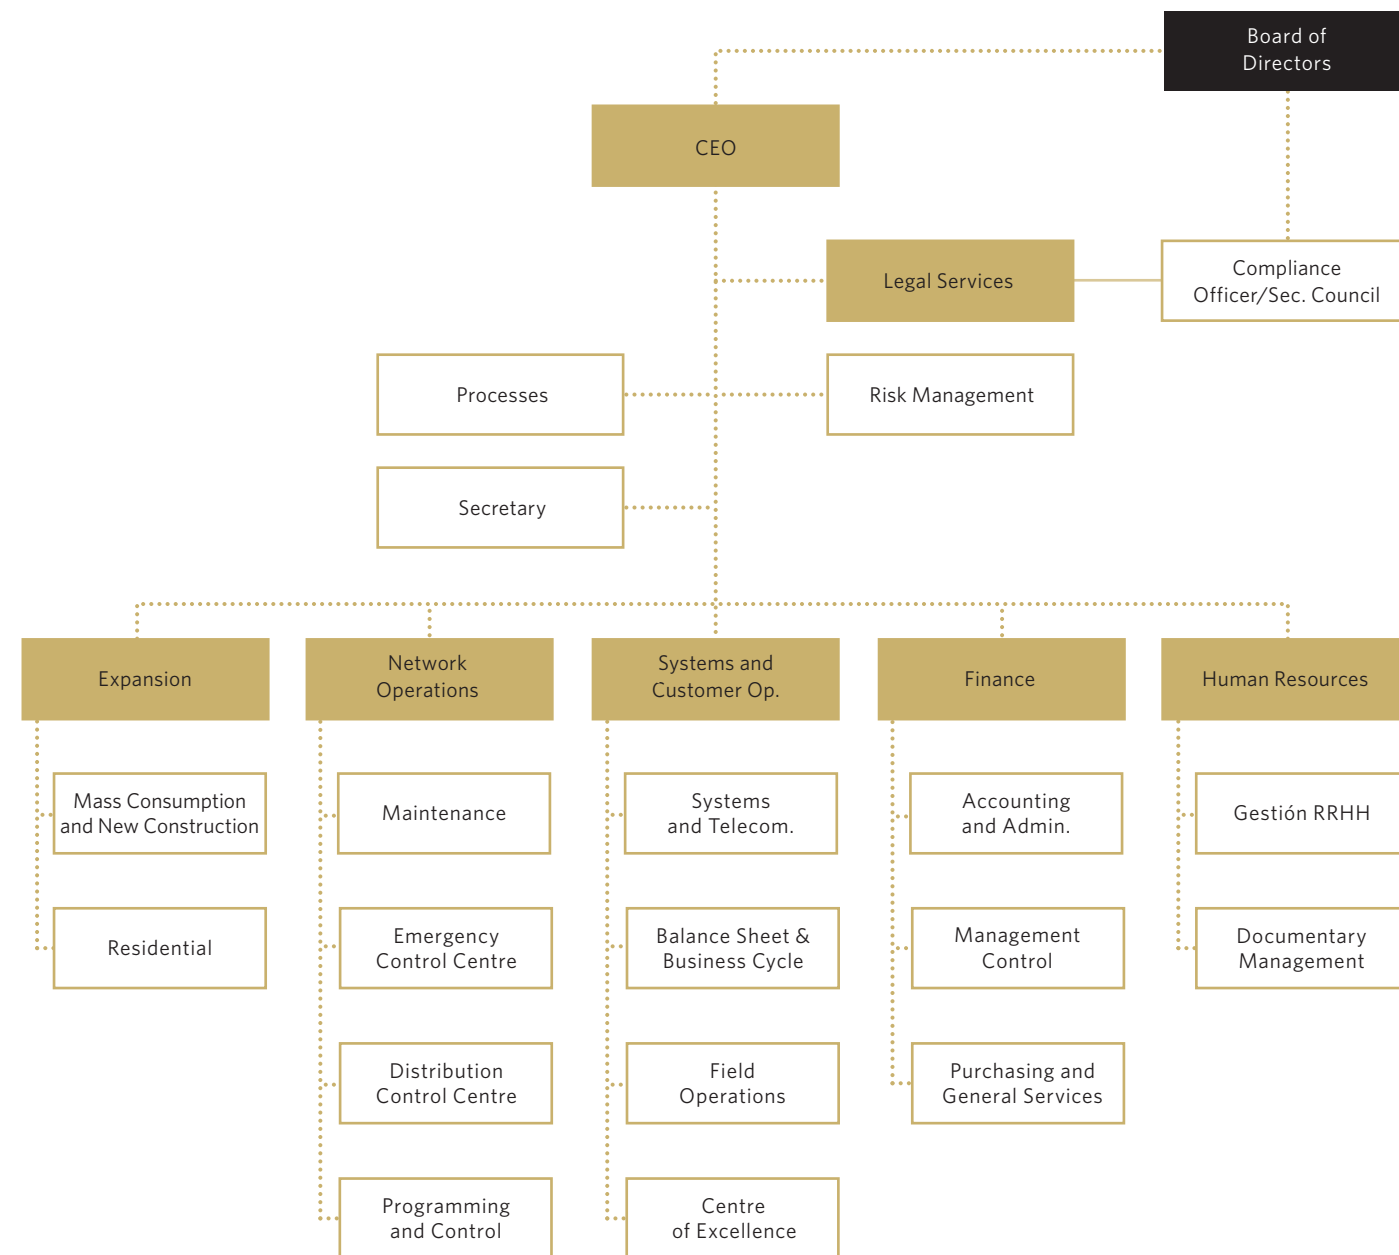 Board of
Directors
CEO
Legal Services
Compliance
Officer/Sec. Council
Processes
Risk Management
Secretary
Expansion
Network
Operations
Systems and
Customer Op.
Finance
Human Resources
Mass Consumption
and New Construction
Maintenance
Systems
and Telecom.
Accounting
and Admin.
Gestión RRHH
Residential
Emergency
Control Centre
Balance Sheet &
Business Cycle
Management
Control
Documentary
Management
Distribution
Control Centre
Field
Operations
Purchasing and
General Services
Programming
and Control
Centre
of Excellence